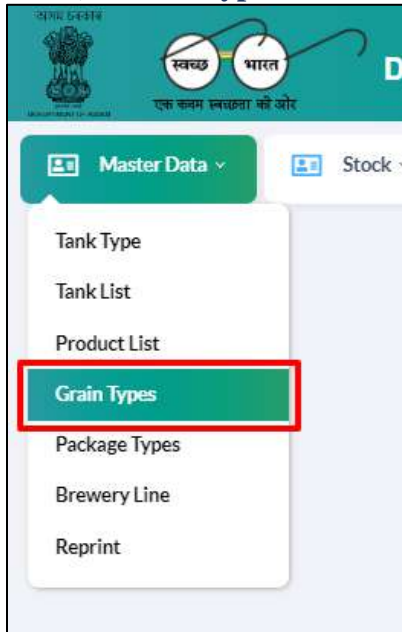 স্বচ্ছ भारत
एक कदम स्वच्छता की ओर
D
Master Data
Stock
Tank Type
Tank List
Product List
Grain Types
Package Types
Brewery Line
Reprint